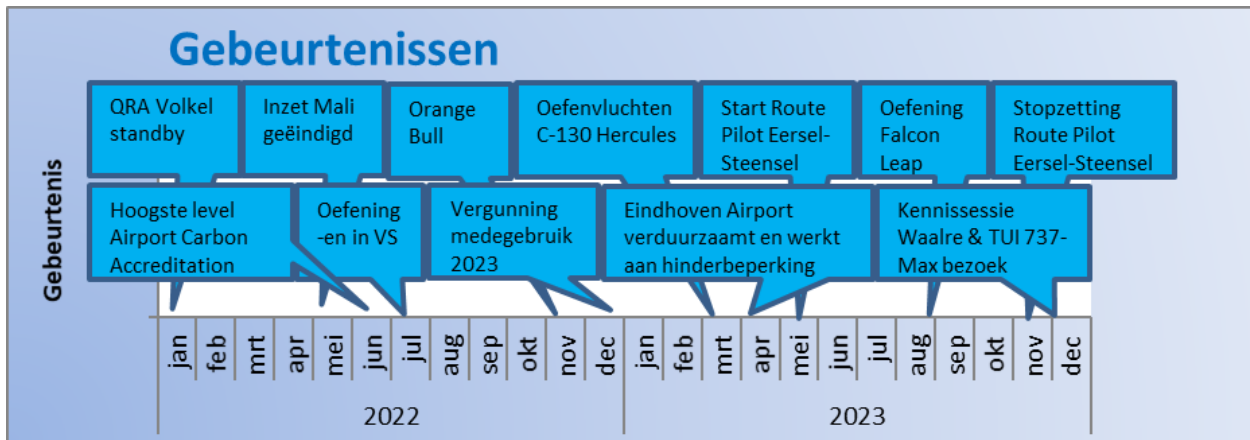 Gebeurtenissen
Gebeurtenis
QRA Volkel
standby
Inzet Mali
geëindigd
Orange
Bull
Oefenvluchten
C-130 Hercules
Start Route
Pilot Eersel-
Steensel
Oefening
Falcon
Leap
Stopzetting
Route Pilot
Eersel-Steensel
Hoogste level
Airport Carbon
Accreditation
Oefening
-en in VS
Vergunning
medegebruik
2023
Eindhoven Airport
verduurzaamt en werkt
aan hinderbeperking
Kennissessie
Waalre & TUI 737-
Max bezoek
jan feb mrt apr mei jun jul aug sep okt nov dec jan feb mrt apr mei jun jul aug sep okt nov dec
2022 2023